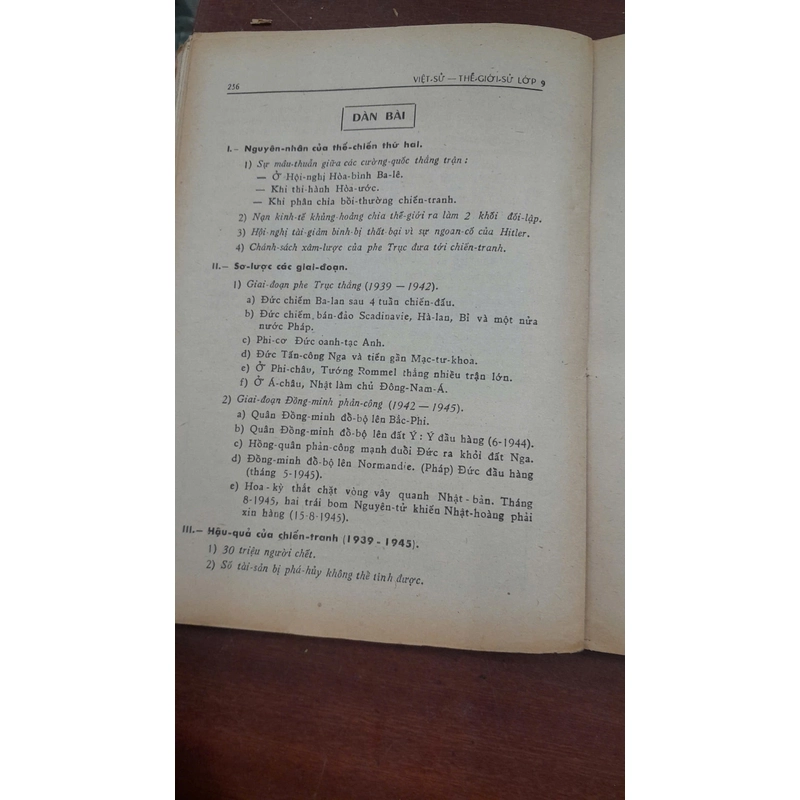 256
VIỆT-SỬ — THẾ-GIỚI-SỬ LỚP 9
DÀN BÀI
I.— Nguyên-nhân của thế-chiến thứ hai.
1) Sự mâu-thuẫn giữa các cường-quốc thắng trận :
— Ở Hội-nghị Hòa-bình Ba-lê.
— Khi thi-hành Hòa-ước.
— Khi phân chia bồi-thường chiến-tranh.
2) Nạn kinh-tế khủng-hoảng chia thế-giới ra làm 2 khối đối-lập.
3) Hội-nghị tài-giảm binh-bị thất-bại vì sự ngoan-cố của Hitler.
4) Chánh-sách xâm-lược của phe Trục đưa tới chiến-tranh.
II.— Sơ-lược các giai-đoạn.
1) Giai-đoạn phe Trục thắng (1939 — 1942).
a) Đức chiếm Ba-lan sau 4 tuần chiến-đấu.
b) Đức chiếm bán-đảo Scadinavie, Hà-lan, Bỉ và một nửa
nước Pháp.
c) Phi-cơ Đức oanh-tạc Anh.
d) Đức Tấn-công Nga và tiến gần Mạc-tư-khoa.
e) Ở Phi-châu, Tướng Rommel thắng nhiều trận lớn.
f) Ở Á-châu, Nhật làm chủ Đông-Nam-Á.
2) Giai-đoạn Đồng-minh phản-công (1942 — 1945).
a) Quân Đồng-minh đổ-bộ lên Bắc-Phi.
b) Quân Đồng-minh đổ-bộ lên đất Ý : Ý đầu hàng (6-1944).
c) Hồng-quân phản-công mạnh đuổi Đức ra khỏi đất Nga.
d) Đồng-minh đổ-bộ lên Normandie. (Pháp) Đức đầu hàng
(tháng 5-1945).
e) Hoa-kỳ thắt chặt vòng vây quanh Nhật-bản. Tháng
8-1945, hai trái bom Nguyên-tử khiến Nhật-hoàng phải
xin hàng (15-8-1945).
III.— Hậu-quả của chiến-tranh (1939 - 1945).
1) 30 triệu người chết.
2) Số tài-sản bị phá-hủy không thể tính được.